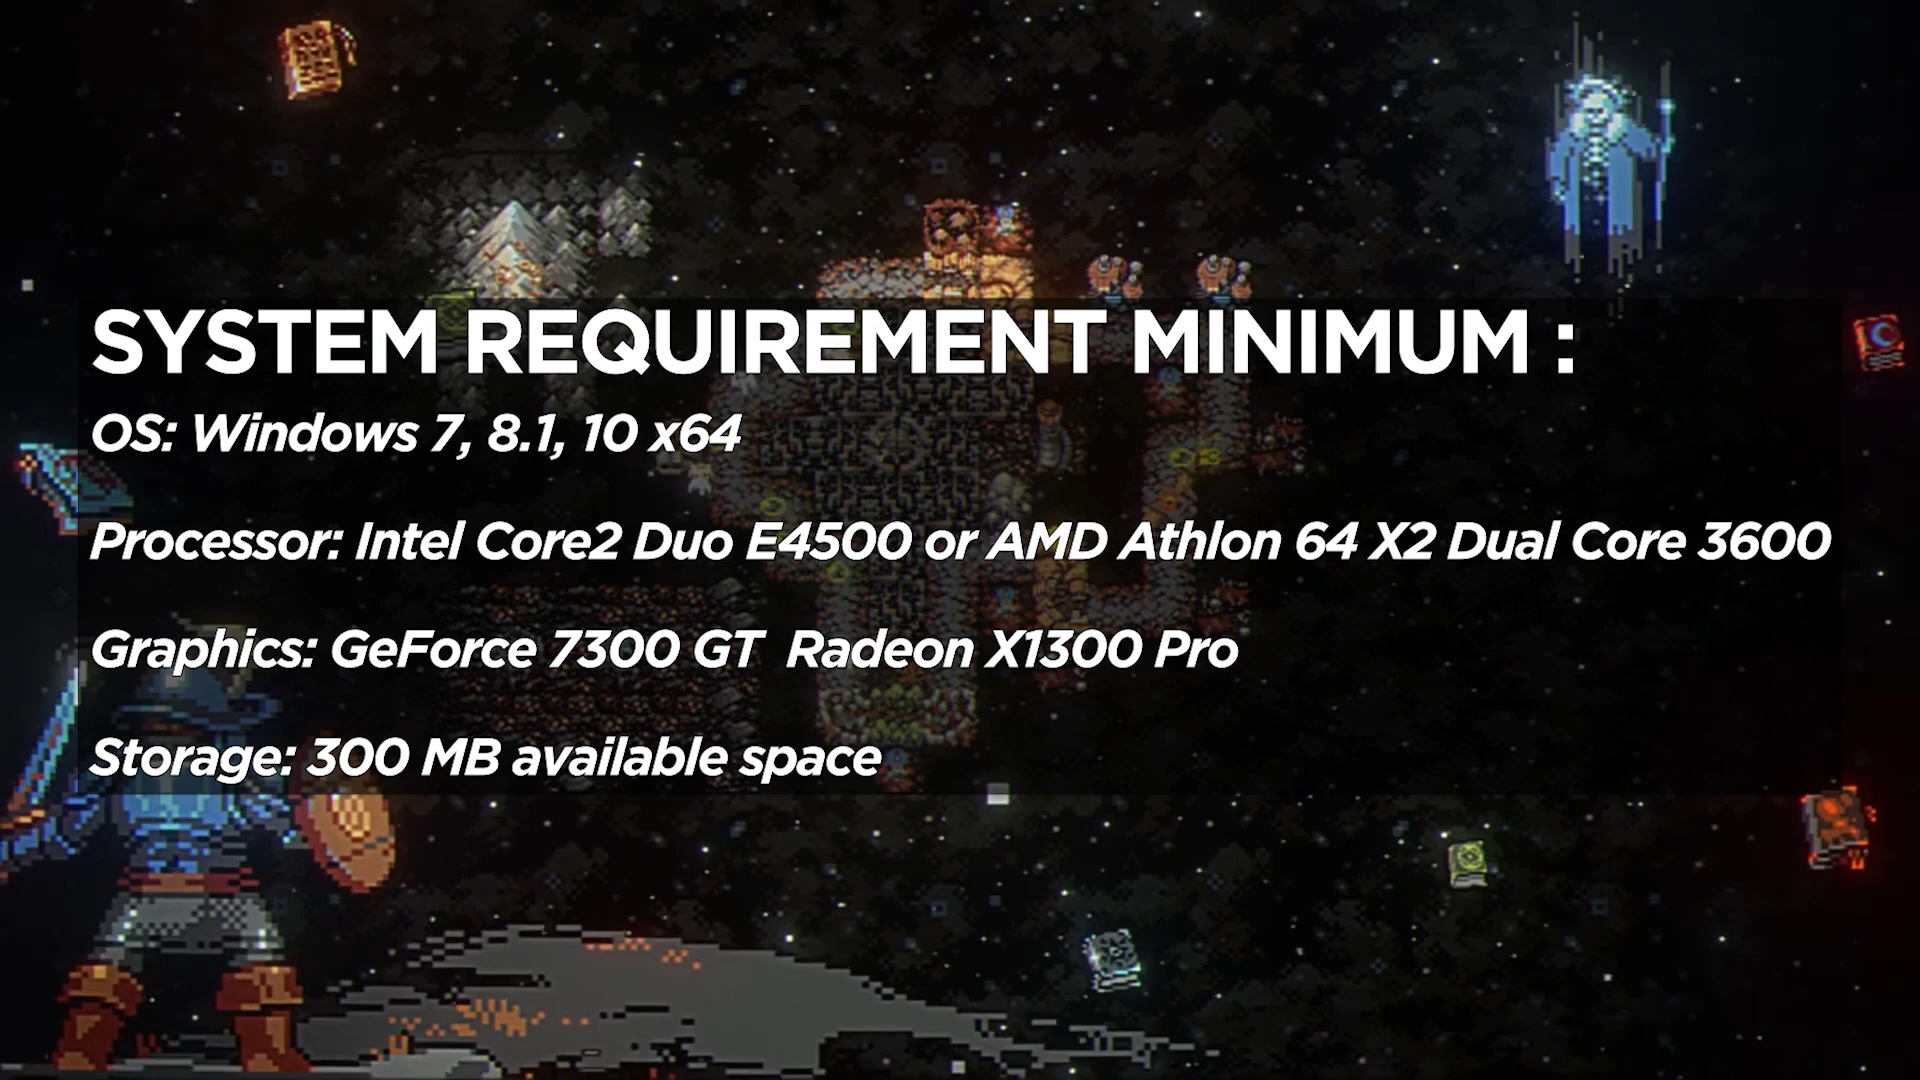 SYSTEM REQUIREMENT MINIMUM :
OS: Windows 7, 8.1, 10 x64
Processor: Intel Core2 Duo E4500 or AMD Athlon 64 X2 Dual Core 3600
Graphics: GeForce 7300 GT  Radeon X1300 Pro
Storage: 300 MB available space